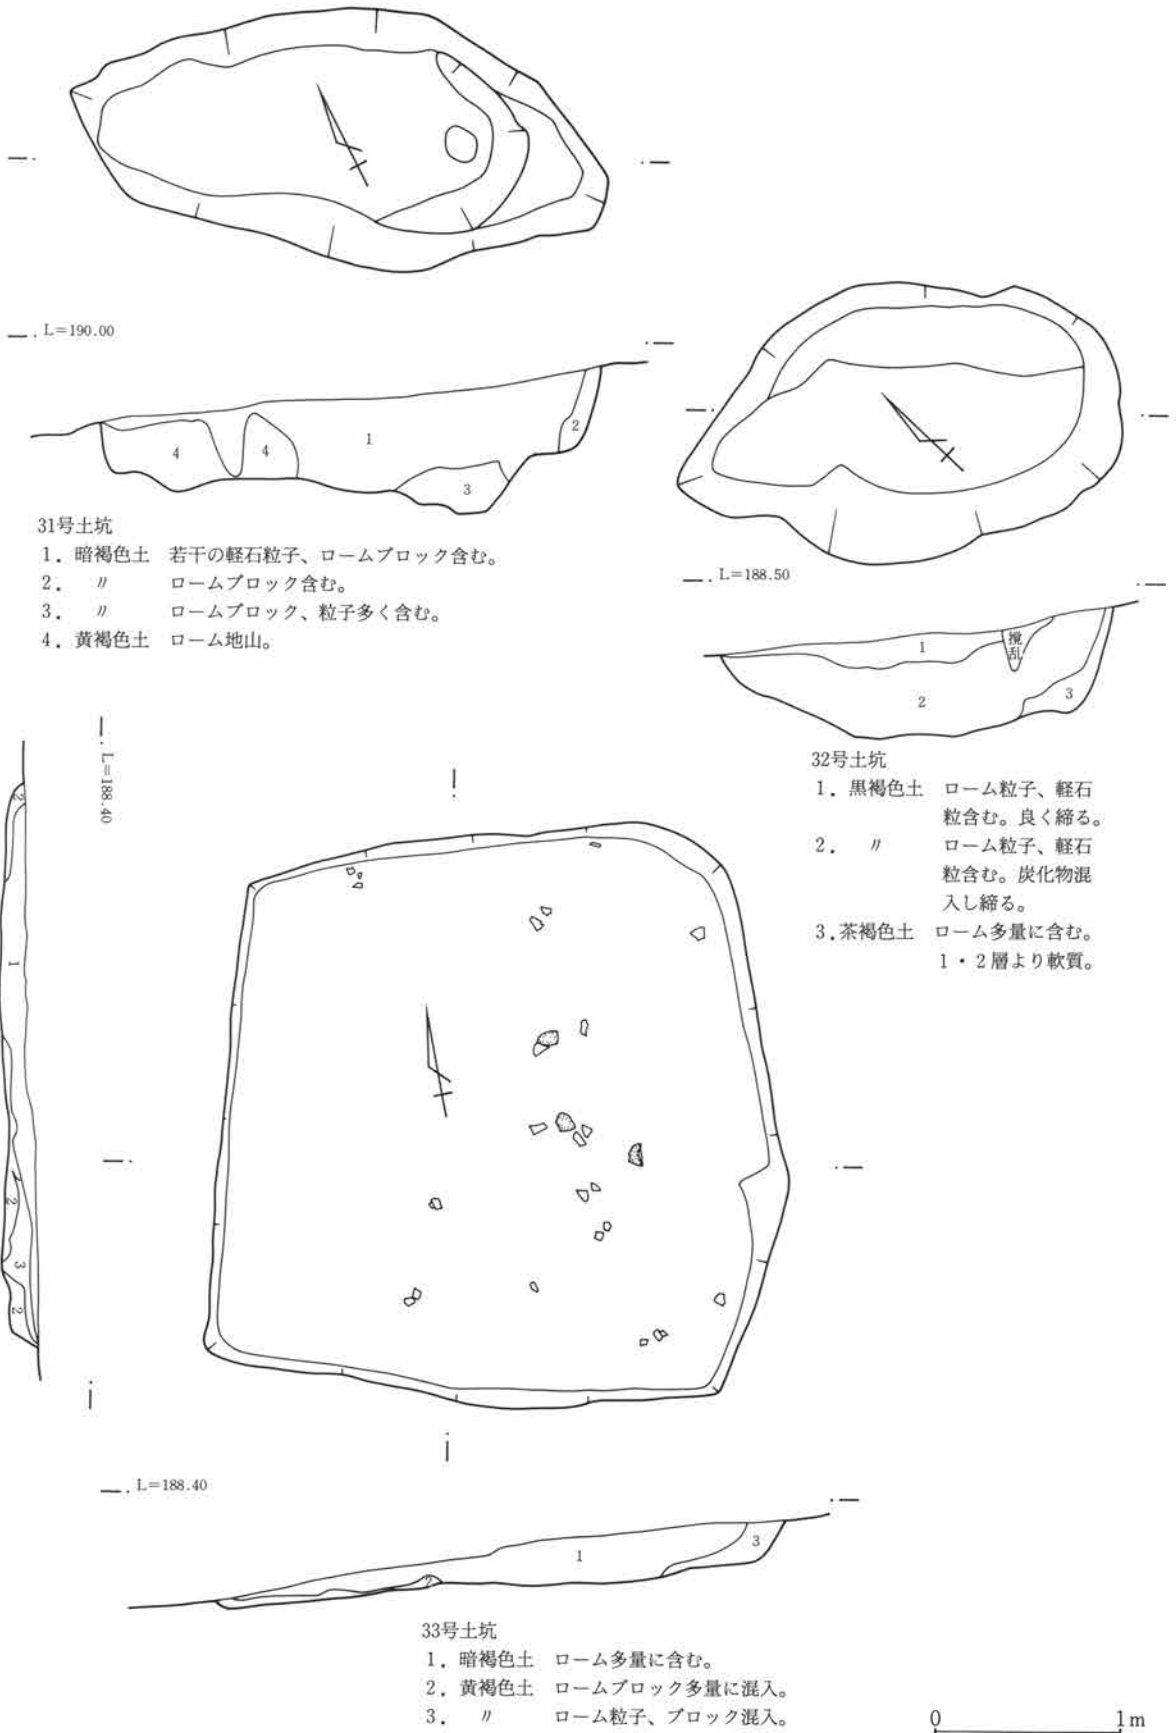 L=190.00
1
2
3
4
4
31号土坑
1．暗褐色土　若干の軽石粒子、ロームブロック含む。
2．　〃　　　ロームブロック含む。
3．　〃　　　ロームブロック、粒子多く含む。
4．黄褐色土　ローム地山。
L=188.50
1
攪乱
2
3
32号土坑
1．黒褐色土　ローム粒子、軽石
粒含む。良く締る。
2．　〃　　　ローム粒子、軽石
粒含む。炭化物混
入し締る。
3．茶褐色土　ローム多量に含む。
1・2層より軟質。
L=188.40
2
1
2
3
2
L=188.40
1
2
3
33号土坑
1．暗褐色土　ローム多量に含む。
2．黄褐色土　ロームブロック多量に混入。
3．　〃　　　ローム粒子、ブロック混入。
0　1m